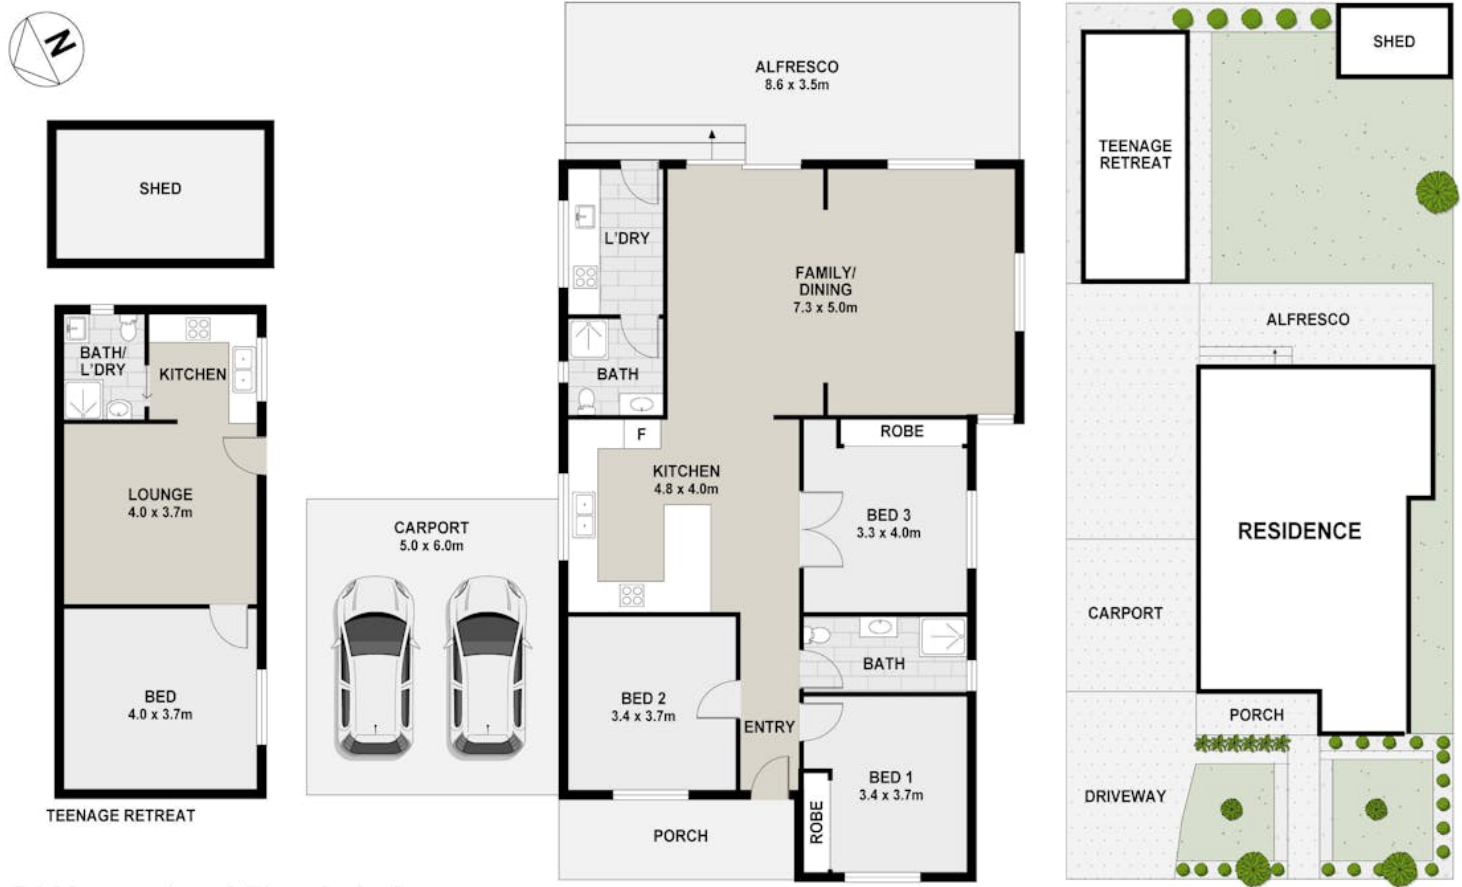 N
SHED
BATH/
L'DRY
KITCHEN
LOUNGE
4.0 x 3.7m
BED
4.0 x 3.7m
TEENAGE RETREAT
CARPORT
5.0 x 6.0m
ALFRESCO
8.6 x 3.5m
L'DRY
FAMILY/
DINING
7.3 x 5.0m
BATH
F
KITCHEN
4.8 x 4.0m
ROBE
BED 3
3.3 x 4.0m
BATH
BED 2
3.4 x 3.7m
ENTRY
BED 1
3.4 x 3.7m
ROBE
PORCH
SHED
TEENAGE
RETREAT
ALFRESCO
RESIDENCE
CARPORT
PORCH
DRIVEWAY